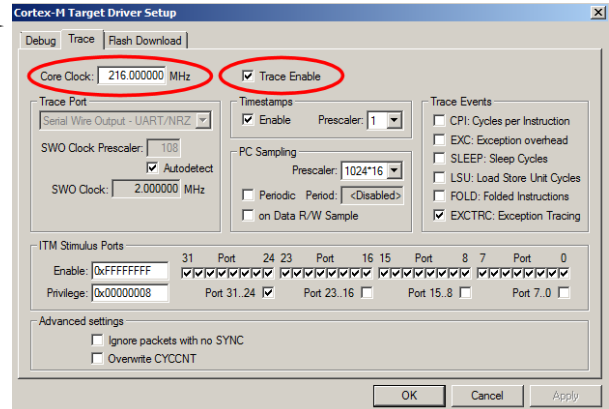 Cortex-M Target Driver Setup
Debug Trace Flash Download
Core Clock: 216.000000 MHz Trace Enable
Trace Port
Serial Wire Output - UART/NRZ
SWO Clock Prescaler: 108
Autodetect
SWO Clock: 2.000000 MHz
Timestamps
Enable Prescaler: 1
PC Sampling
Prescaler: 1024*16
Periodic Period: <Disabled>
on Data R/W Sample
Trace Events
CPI: Cycles per Instruction
EXC: Exception overhead
SLEEP: Sleep Cycles
LSU: Load Store Unit Cycles
FOLD: Folded Instructions
EXCTRC: Exception Tracing
ITM Stimulus Ports
31 Port 24 23 Port 16 15 Port 8 7 Port 0
Enable: 0xFFFFFFFF
Privilege: 0x00000008 Port 31..24 Port 23..16 Port 15..8 Port 7..0
Advanced settings
Ignore packets with no SYNC
Overwrite CYCCNT
OK Cancel Apply